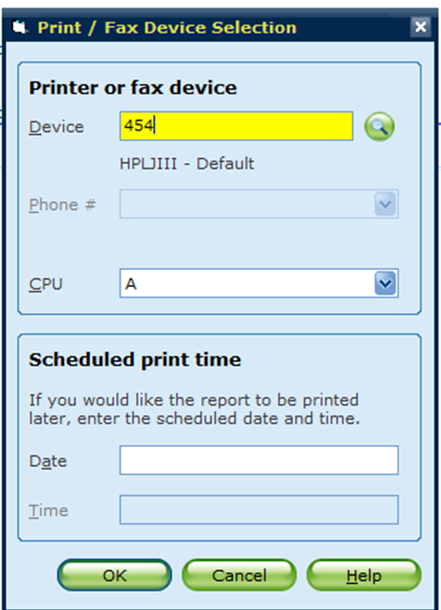 Print / Fax Device Selection
Printer or fax device
Device 454
HPLJIII - Default
Phone #
CPU A
Scheduled print time
If you would like the report to be printed
later, enter the scheduled date and time.
Date
Time
OK Cancel Help